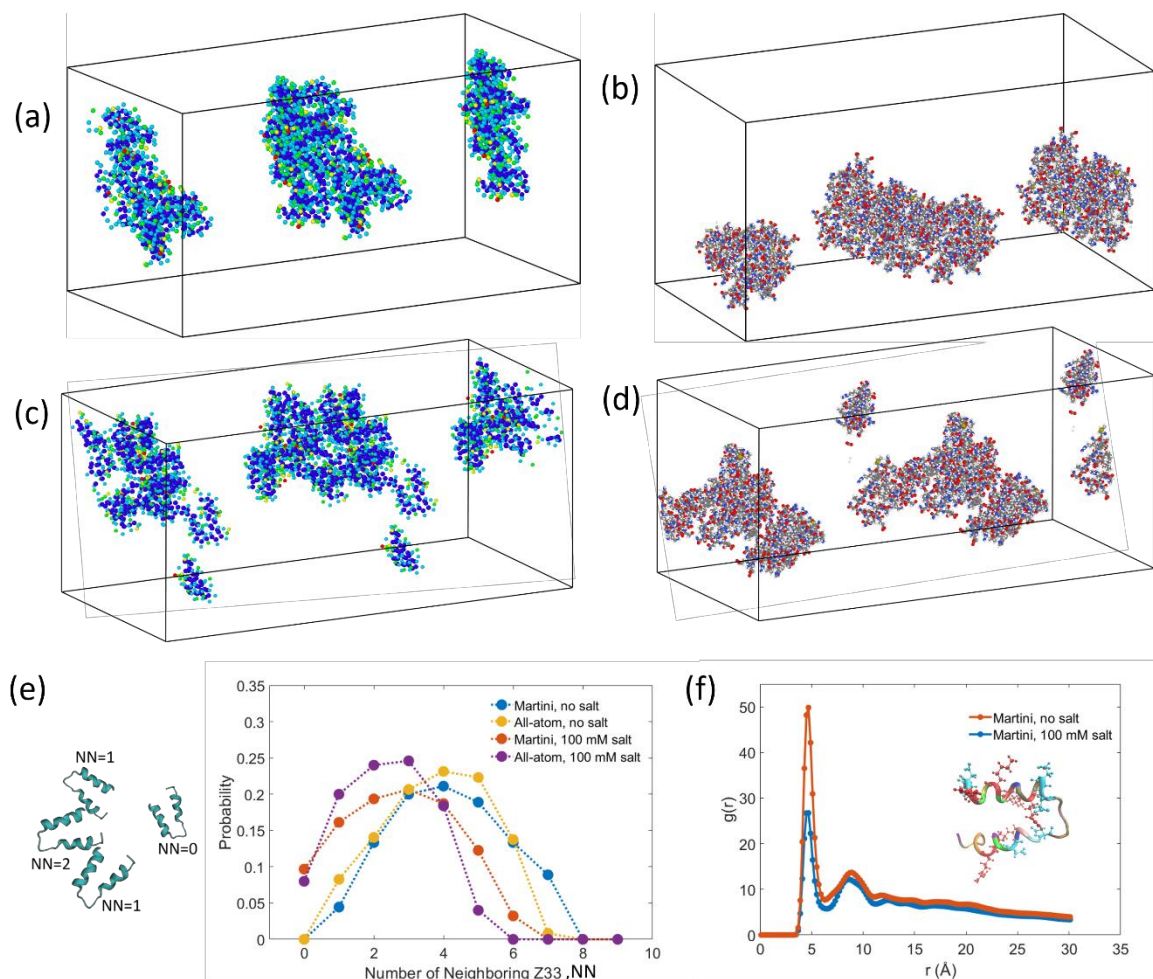 (a)
(b)
(c)
(d)
(e)
NN=1
NN=0
NN=2
NN=1
0.35
0.3
0.25
0.2
0.15
0.1
0.05
0
Probability
Martini, no salt
All-atom, no salt
Martini, 100 mM salt
All-atom, 100 mM salt
0 2 4 6 8 10
Number of Neighboring Z33 ,NN
(f)
50
40
30
20
10
0
g(r)
Martini, no salt
Martini, 100 mM salt
0 5 10 15 20 25 30 35
r (Å)